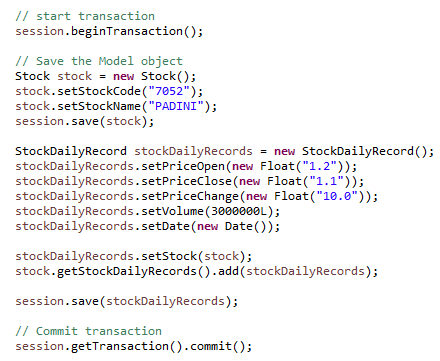 // start transaction
session.beginTransaction();
// Save the Model object
Stock stock = new Stock();
stock.setStockCode("7052");
stock.setStockName("PADINI");
session.save(stock);
StockDailyRecord stockDailyRecords = new StockDailyRecord();
stockDailyRecords.setPriceOpen(new Float("1.2"));
stockDailyRecords.setPriceClose(new Float("1.1"));
stockDailyRecords.setPriceChange(new Float("10.0"));
stockDailyRecords.setVolume(3000000L);
stockDailyRecords.setDate(new Date());
stockDailyRecords.setStock(stock);
stock.getStockDailyRecords().add(stockDailyRecords);
session.save(stockDailyRecords);
// Commit transaction
session.getTransaction().commit();